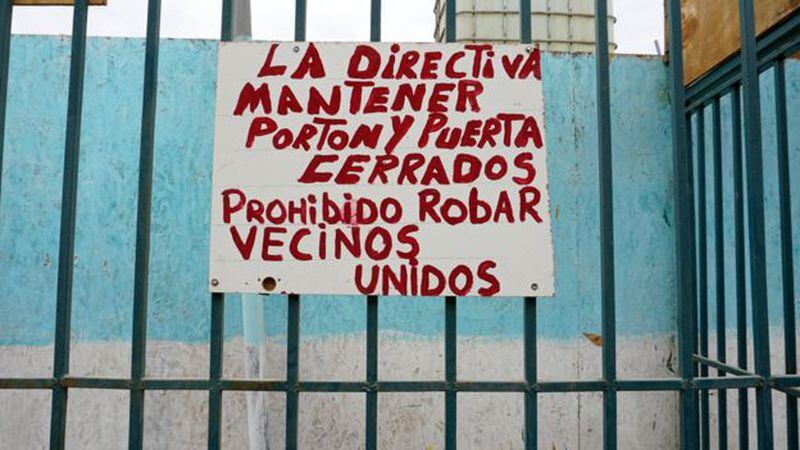 LA DiRECTiVA
MANTENER
PORTON Y PUERTA
CERRADOS
PROHiBiDO ROBAR
VECiNOS
UNiDOS